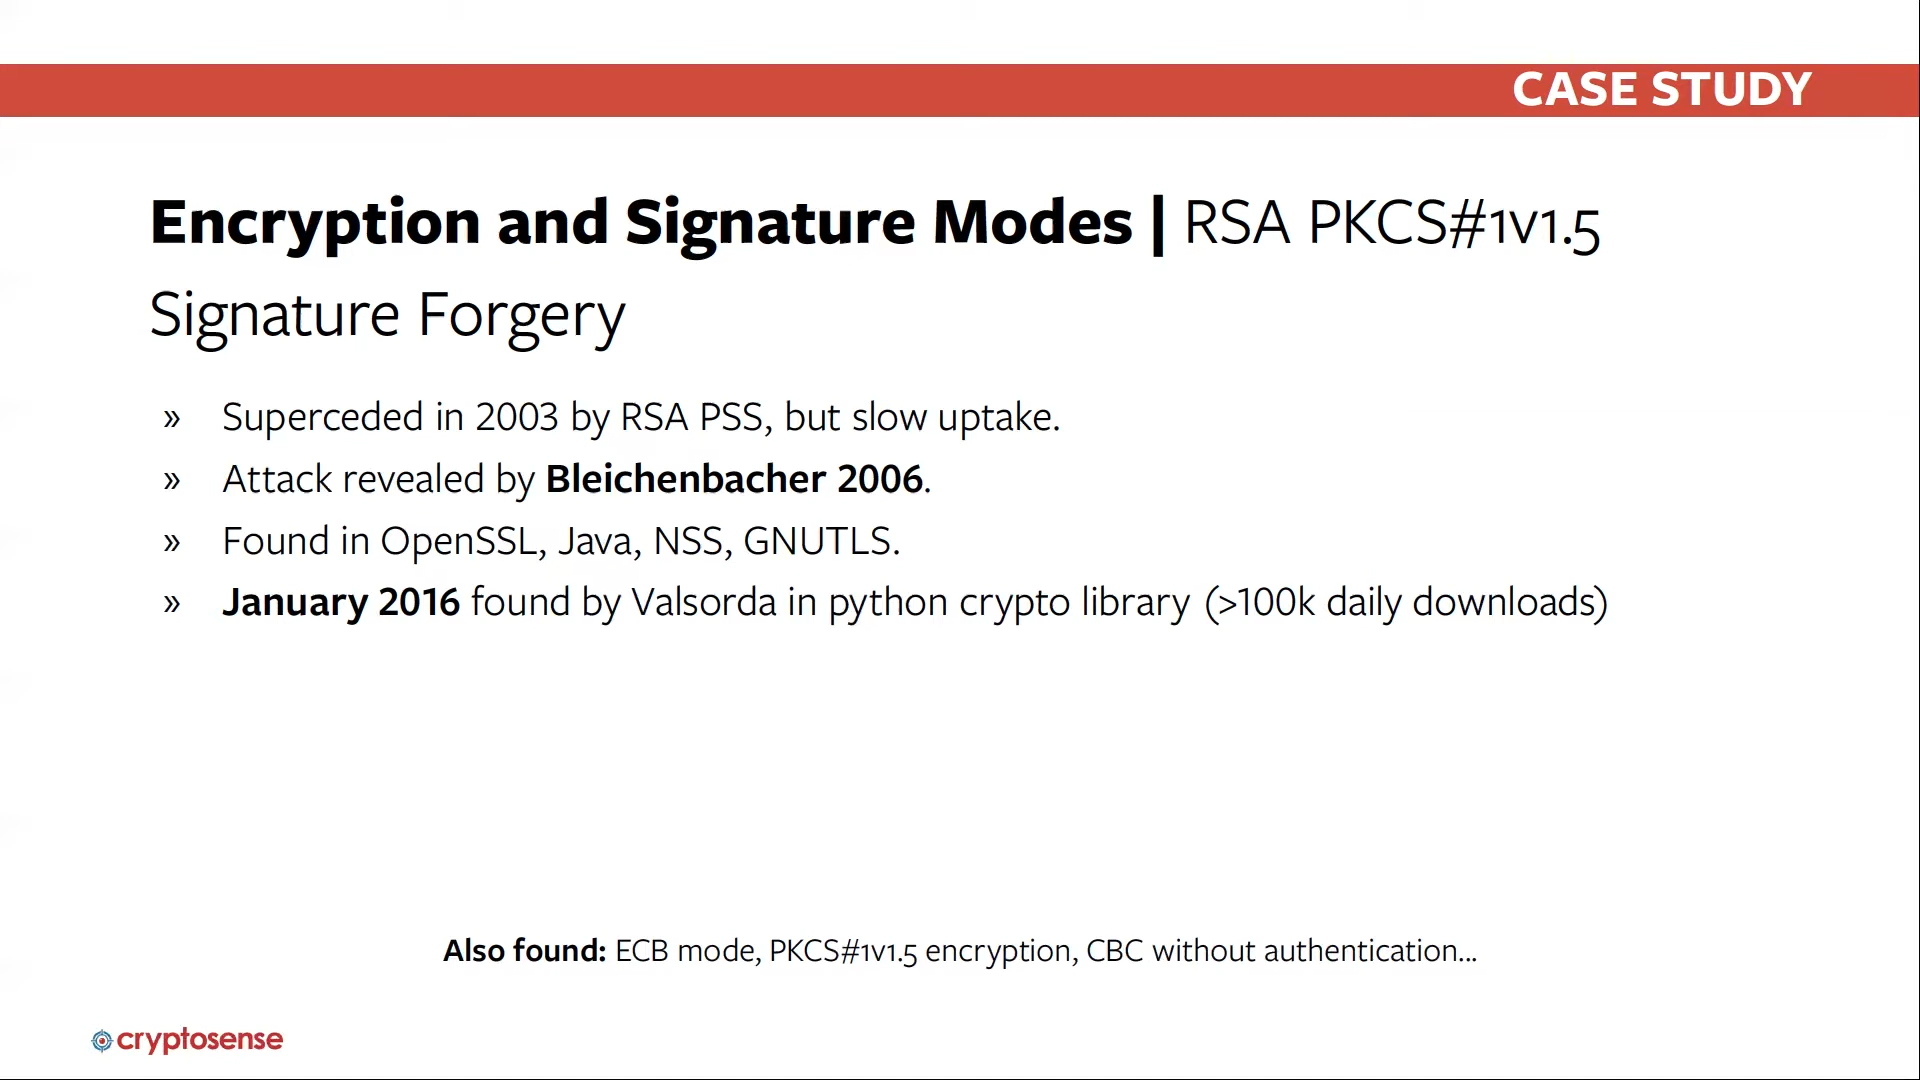 CASE STUDY
Encryption and Signature Modes | RSA PKCS#1v1.5
Signature Forgery
» Superceded in 2003 by RSA PSS, but slow uptake.
» Attack revealed by Bleichenbacher 2006.
» Found in OpenSSL, Java, NSS, GNUTLS.
» January 2016 found by Valsorda in python crypto library (>100k daily downloads)
Also found: ECB mode, PKCS#1v1.5 encryption, CBC without authentication...
cryptosense